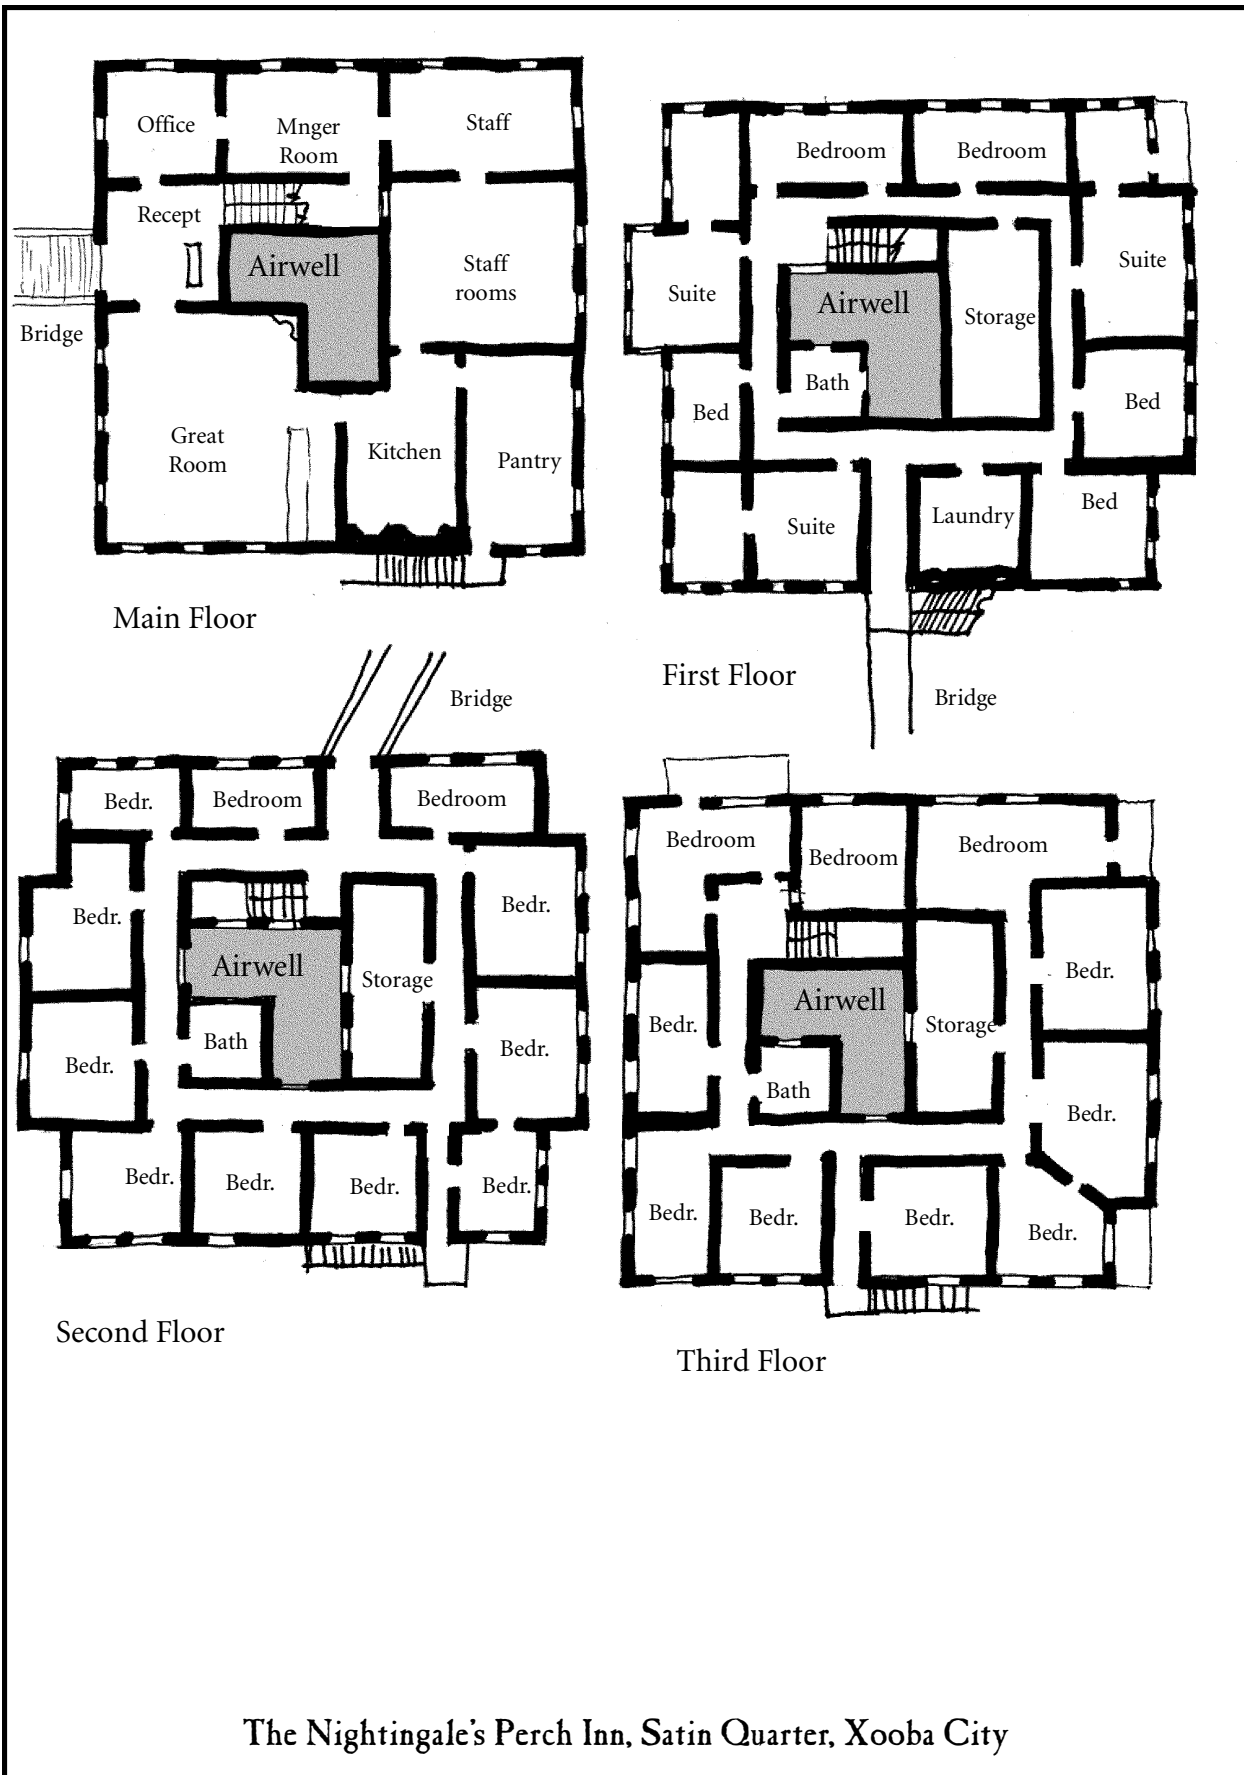 Office
Mnger
Room
Staff
Recept
Airwell
Staff
rooms
Bridge
Great
Room
Kitchen
Pantry
Main Floor
Bedroom
Bedroom
Suite
Suite
Airwell
Storage
Bath
Bed
Bed
Suite
Laundry
Bed
First Floor
Bridge
Bridge
Bedr.
Bedroom
Bedroom
Bedr.
Bedr.
Airwell
Storage
Bath
Bedr.
Bedr.
Bedr.
Bedr.
Bedr.
Bedr.
Second Floor
Bedroom
Bedroom
Bedroom
Bedr.
Airwell
Storage
Bedr.
Bath
Bedr.
Bedr.
Bedr.
Bedr.
Bedr.
Third Floor
The Nightingale's Perch Inn, Satin Quarter, Xooba City